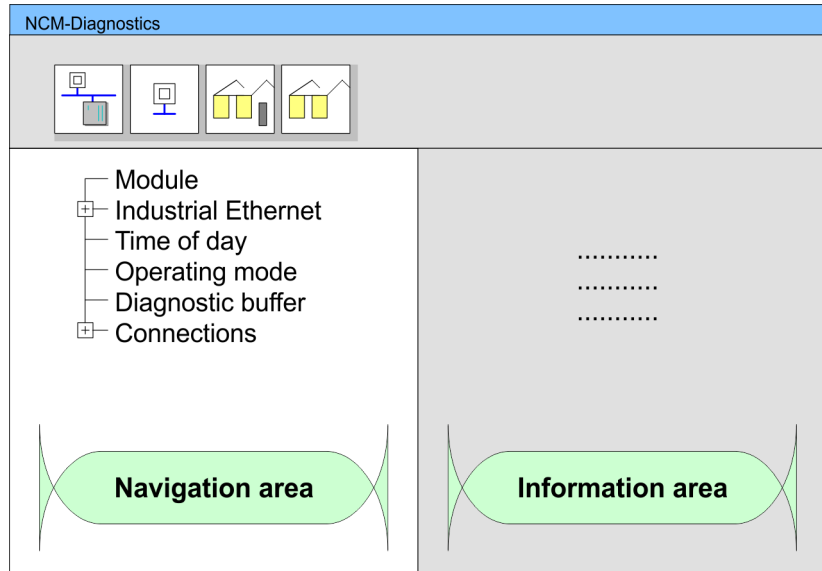 NCM-Diagnostics
Module
Industrial Ethernet
Time of day
Operating mode
Diagnostic buffer
Connections
...........
...........
...........
Navigation area
Information area